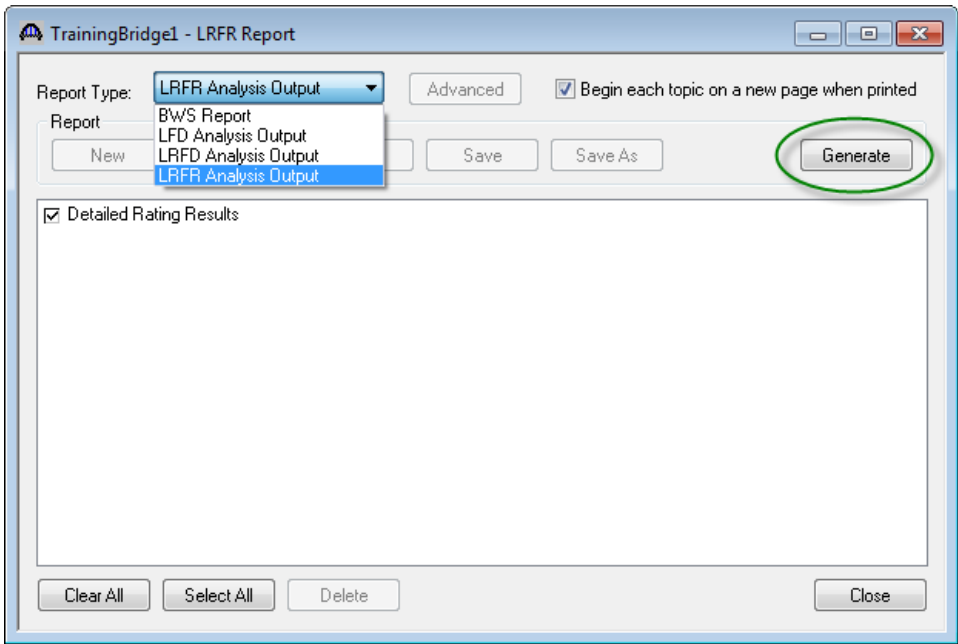 TrainingBridge1 - LRFR Report
Report Type: LRFR Analysis Output Advanced Begin each topic on a new page when printed
BWS Report
LFD Analysis Output
LRFD Analysis Output
LRFR Analysis Output
Report
New Save Save As Generate
Detailed Rating Results
Clear All Select All Delete Close